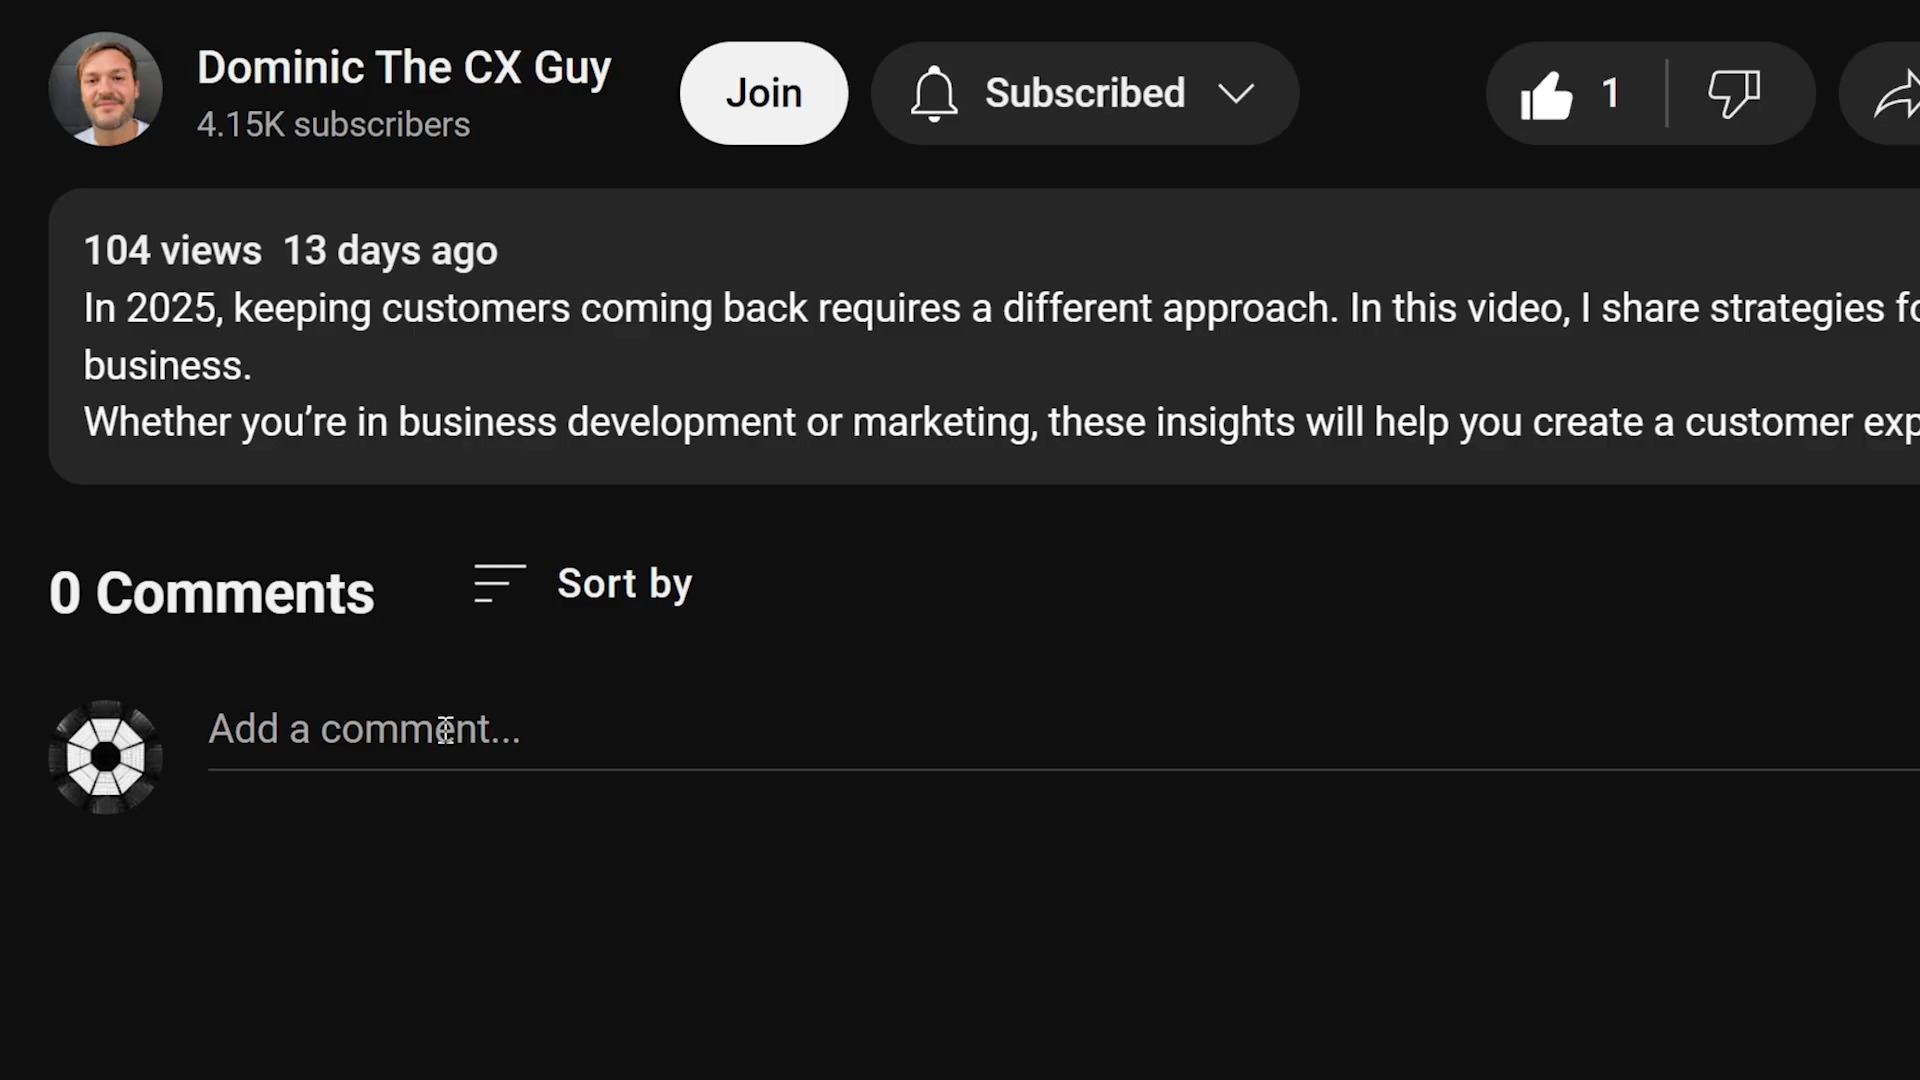 Dominic The CX Guy
4.15K subscribers
Join
Subscribed
1
104 views 13 days ago
In 2025, keeping customers coming back requires a different approach. In this video, I share strategies
business.
Whether you’re in business development or marketing, these insights will help you create a customer
0 Comments
Sort by
Add a comment...